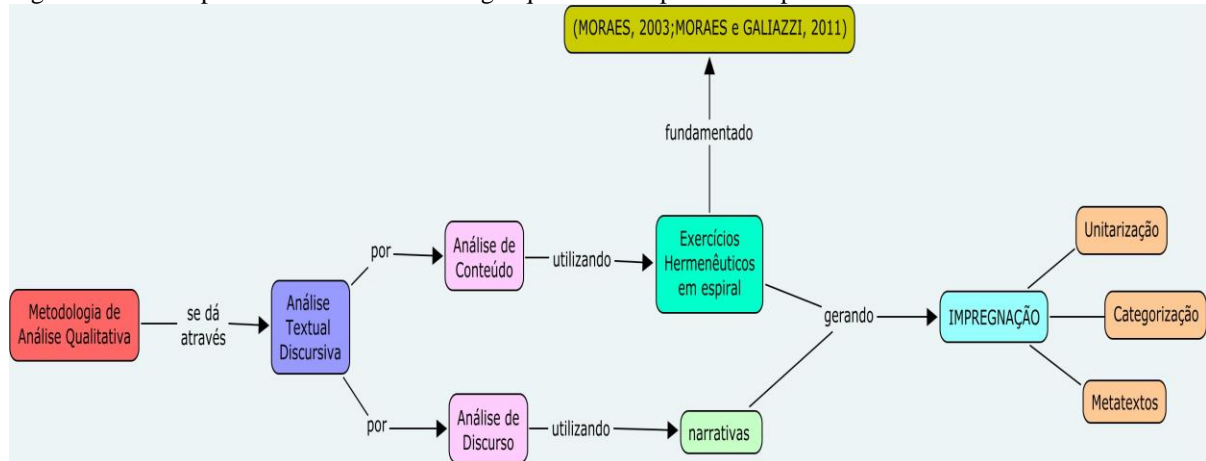 (MORAES, 2003;MORAES e GALIAZZI, 2011)
fundamentado
Metodologia de
Análise Qualitativa
se dá
através
Análise
Textual
Discursiva
por
Análise de
Conteúdo
utilizando
Exercícios
Hermenêuticos
em espiral
por
Análise de
Discurso
utilizando
narrativas
gerando
IMPREGNAÇÃO
Unitarização
Categorização
Metatextos